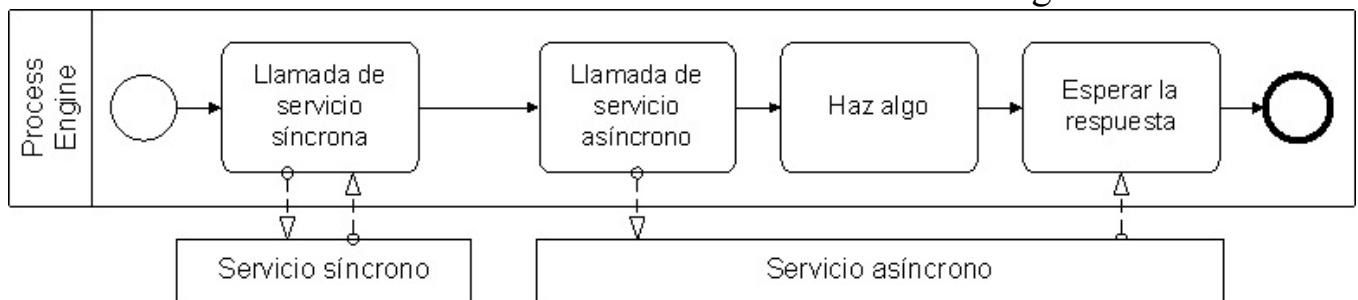 Process
Engine
Llamada de
servicio
síncrona
Llamada de
servicio
asíncrono
Haz algo
Esperar la
respuesta
Servicio síncrono
Servicio asíncrono